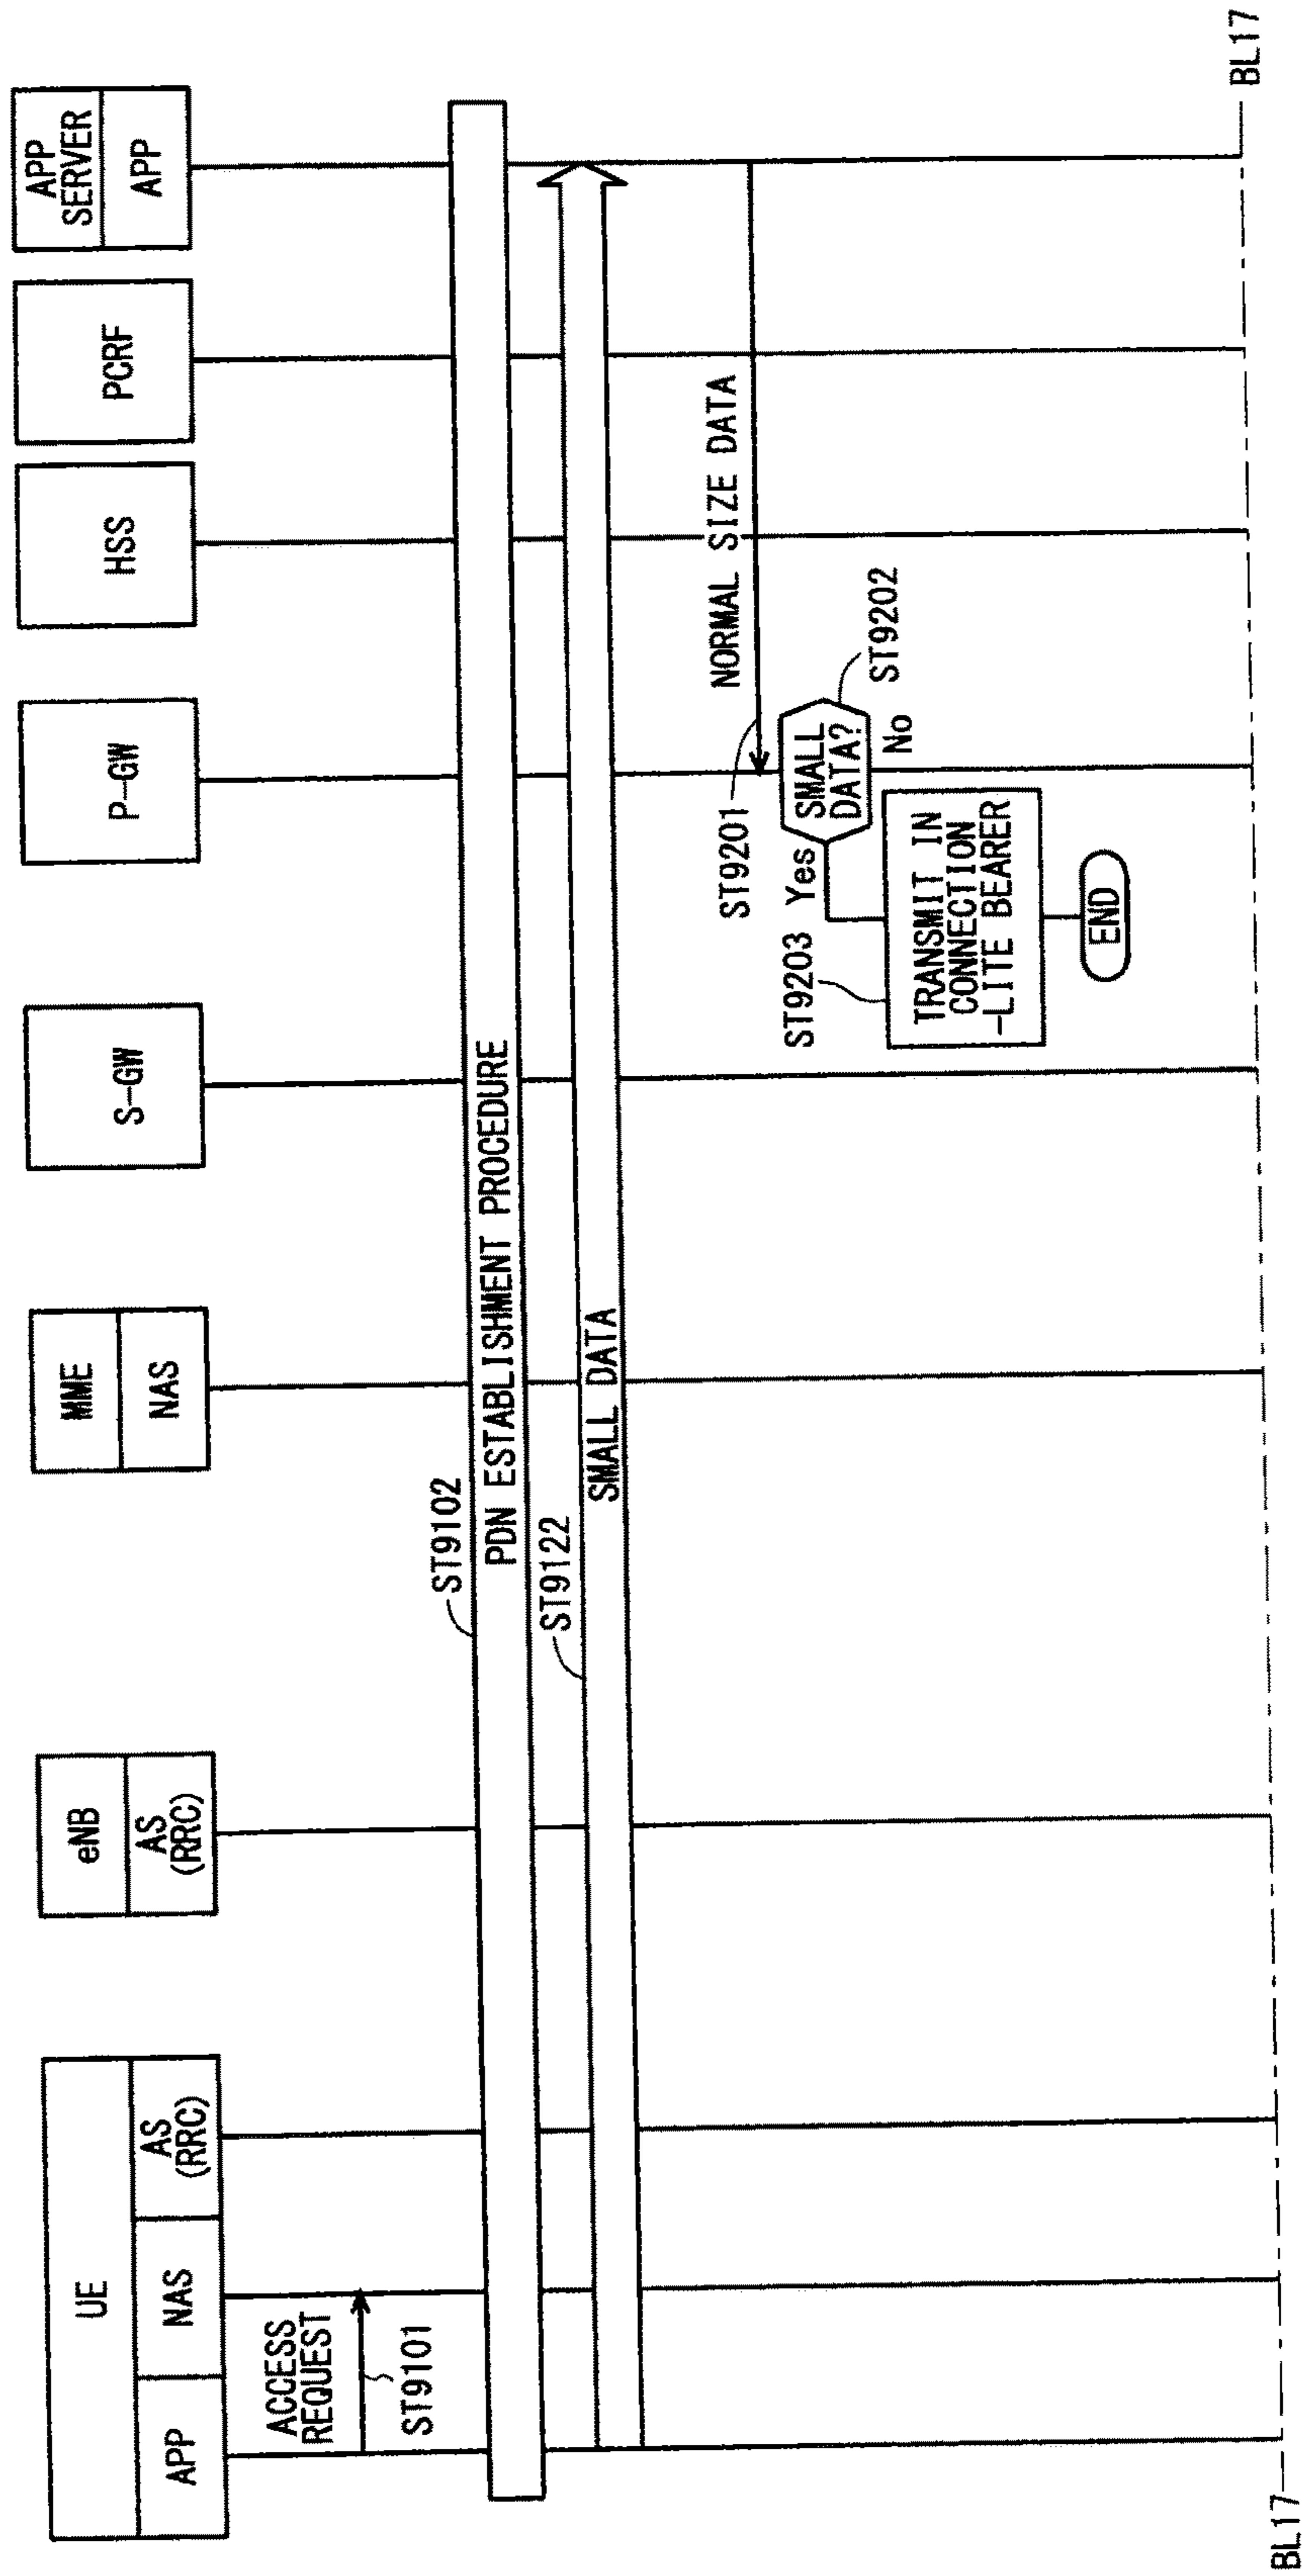 UE
APP
NAS
AS
(RRC)
eNB
AS
(RRC)
MME
NAS
S-GW
P-GW
HSS
PCRF
APP
SERVER
APP
ACCESS
REQUEST
ST9101
ST9102
PDN ESTABLISHMENT PROCEDURE
ST9122
SMALL DATA
ST9201
NORMAL SIZE DATA
SMALL
DATA?
ST9202
Yes
No
ST9203
TRANSMIT IN
CONNECTION
-LITE BEARER
END
BL17
BL17